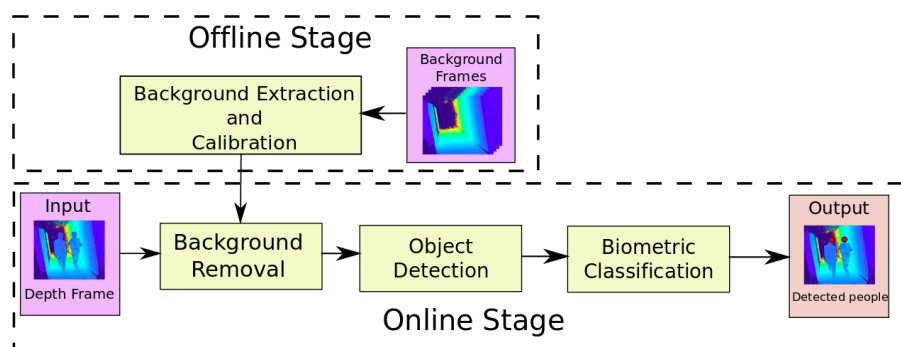 Offline Stage
Background
Frames
Background Extraction
and
Calibration
Input
Depth Frame
Background
Removal
Object
Detection
Biometric
Classification
Output
Detected people
Online Stage